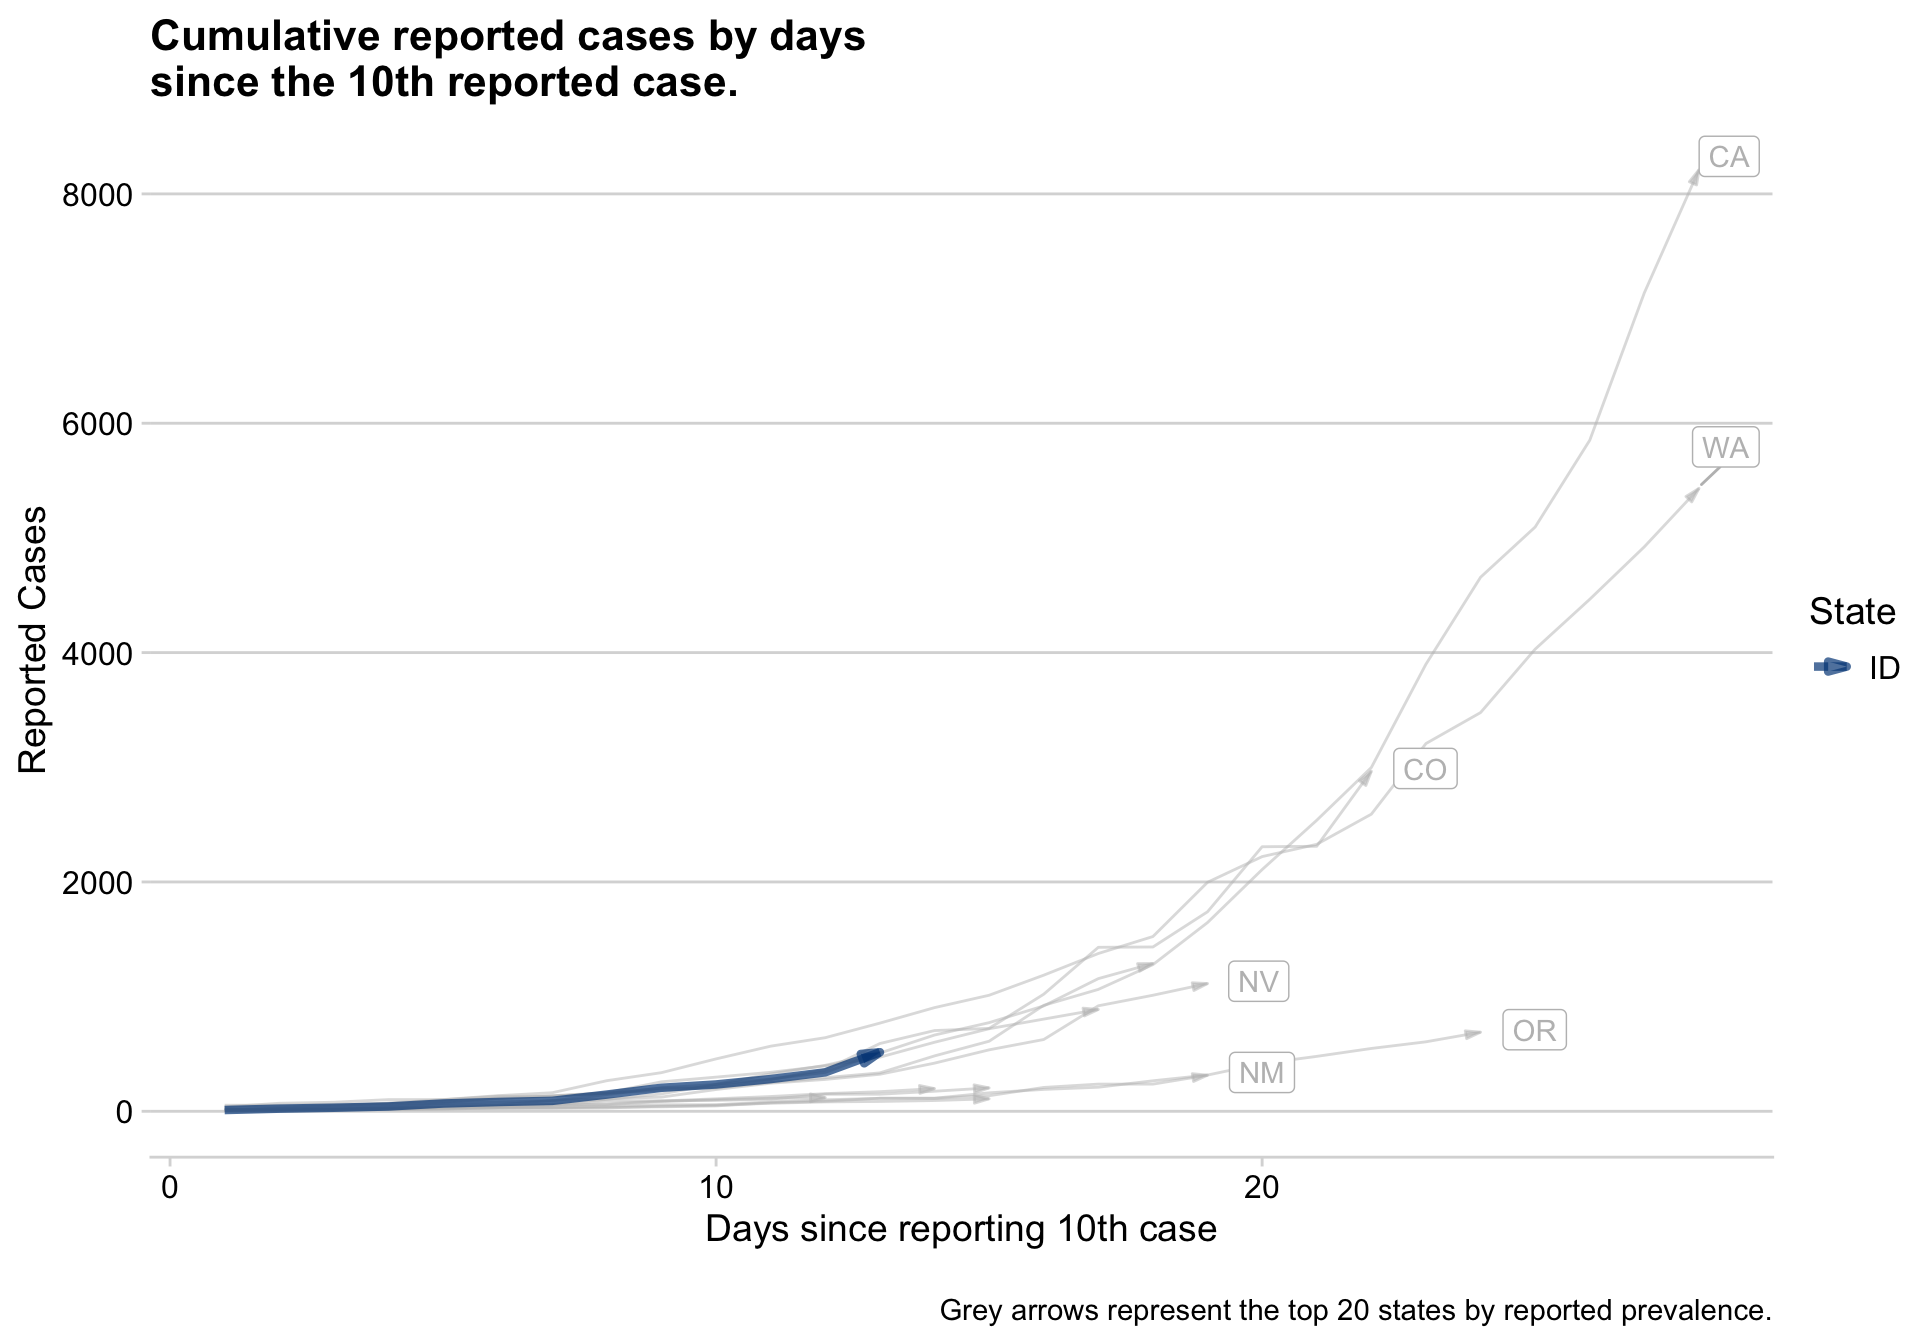 Cumulative reported cases by days
since the 10th reported case.
CA
8000
6000
WA
Reported Cases
State
ID
4000
CO
2000
NV
OR
NM
0
0 10 20
Days since reporting 10th case
Grey arrows represent the top 20 states by reported prevalence.